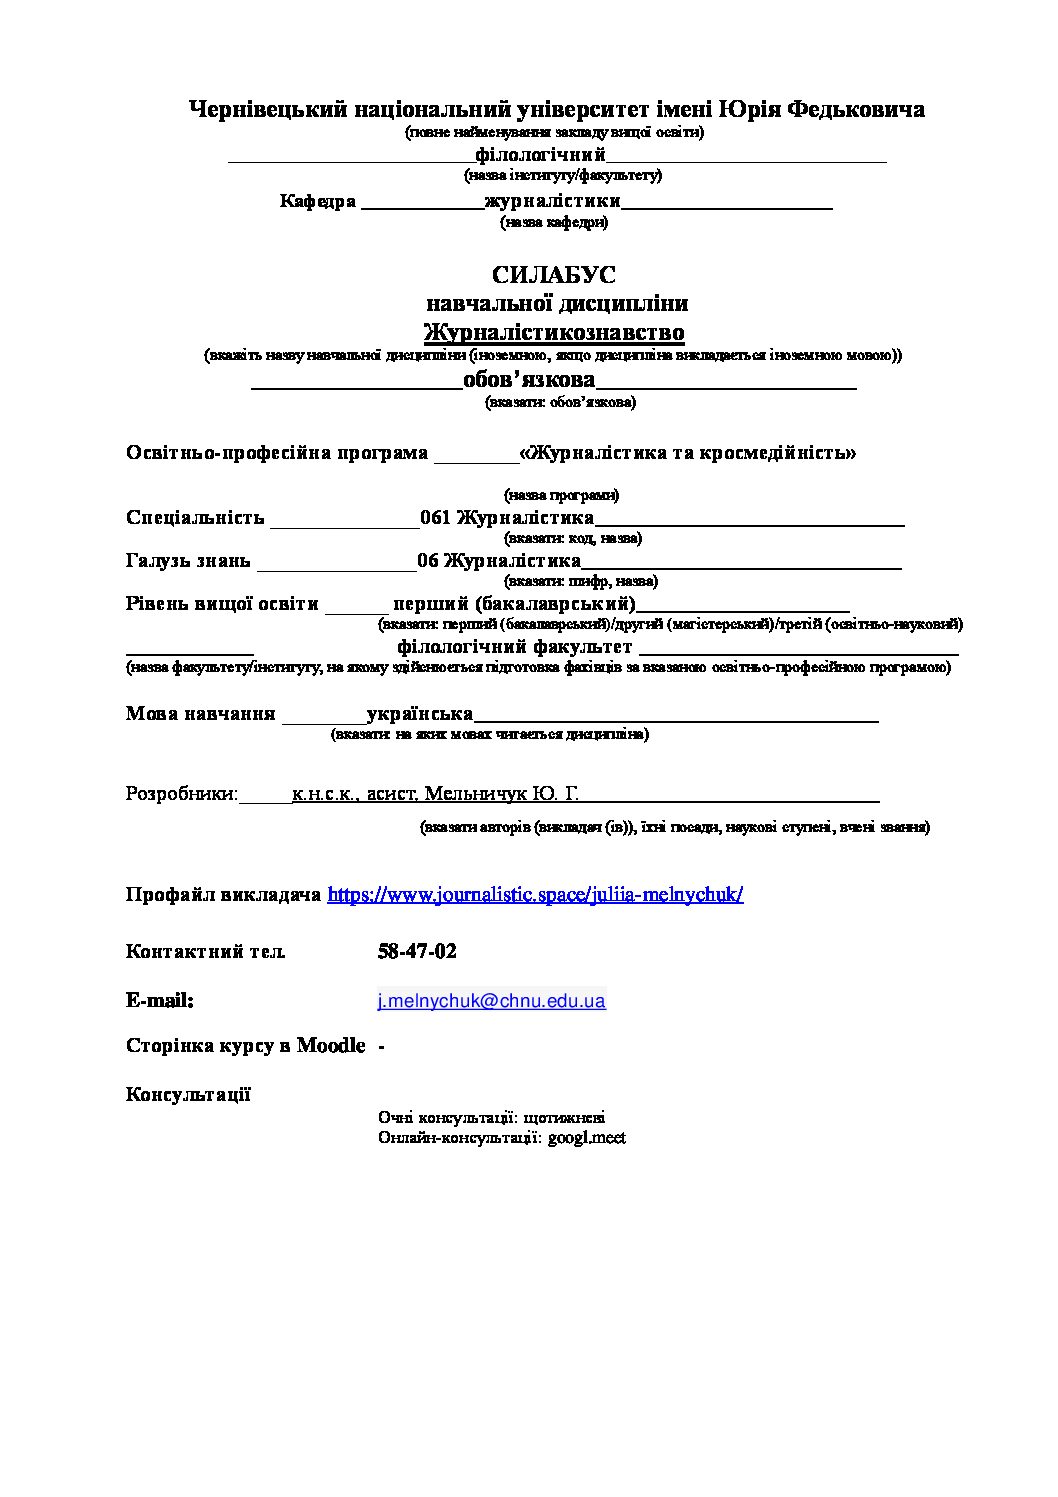 Чернівецький національний університет імені Юрія Федьковича
(повне найменування закладу вищої освіти)
__________________________філологічний_____________________________
(назва інституту/факультету)
Кафедра _____________журналістики______________________
(назва кафедри)
СИЛАБУС
навчальної дисципліни
Журналістикознавство
(вкажіть назву навчальної дисципліни (іноземною, якщо дисципліна викладається іноземною мовою))
____________________обов’язкова_________________________
(вказати: обов’язкова)
Освітньо-професійна програма ________«Журналістика та кросмедійність»
(назва програми)
Спеціальність ______________061 Журналістика_____________________________
(вказати: код, назва)
Галузь знань _______________06 Журналістика______________________________
(вказати: шифр, назва)
Рівень вищої освіти ______ перший (бакалаврський)____________________
(вказати: перший (бакалаврський)/другий (магістерський)/третій (освітньо-науковий)
____________ філологічний факультет ______________________________
(назва факультету/інституту, на якому здійснюється підготовка фахівців за вказаною освітньо-професійною програмою)
Мова навчання ________українська______________________________________
(вказати: на яких мовах читається дисципліна)
Розробники:_____к.н.с.к., асист. Мельничук Ю. Г.____________________________
(вказати авторів (викладач (ів)), їхні посади, наукові ступені, вчені звання)
Профайл викладача https://www.journalistic.space/juliia-melnychuk/
Контактний тел. 58-47-02
E-mail: j.melnychuk@chnu.edu.ua
Сторінка курсу в Moodle -
Консультації
Очні консультації: щотижневі
Онлайн-консультації: googl.meet